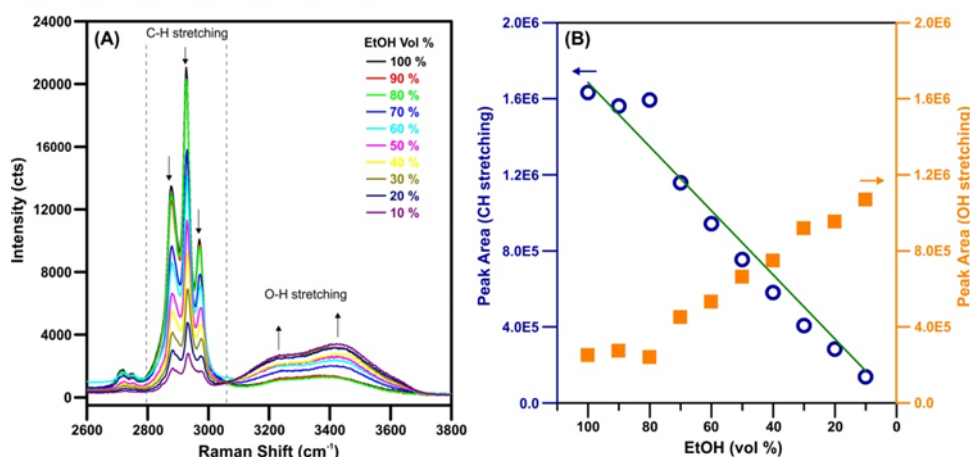 (A)
C-H stretching
EtOH Vol %
100 %
90 %
80 %
70 %
60 %
50 %
40 %
30 %
20 %
10 %
O-H stretching
24000
20000
16000
12000
8000
4000
0
Intensity (cts)
2600 2800 3000 3200 3400 3600 3800
Raman Shift (cm⁻¹)
(B)
2.0E6
1.6E6
1.2E6
8.0E5
4.0E5
0.0
Peak Area (CH stretching)
2.0E6
1.6E6
1.2E6
8.0E5
4.0E5
0.0
Peak Area (OH stretching)
100 80 60 40 20 0
EtOH (vol %)